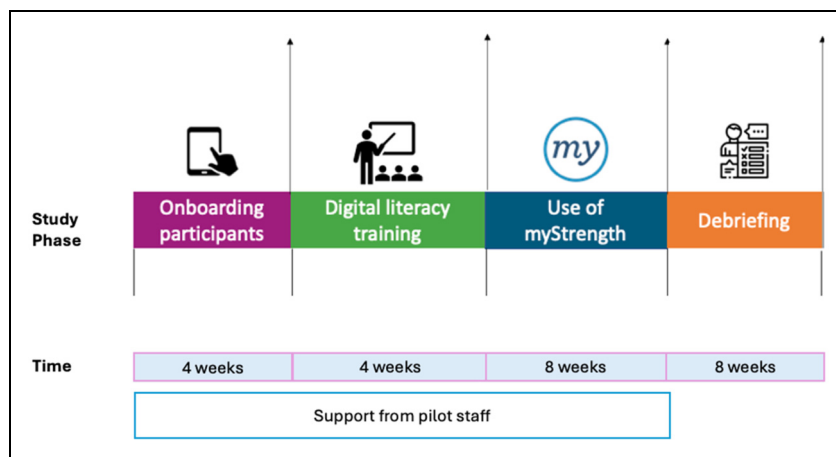 my
Study
Phase
Onboarding
participants
Digital literacy
training
Use of
myStrength
Debriefing
Time
4 weeks
4 weeks
8 weeks
8 weeks
Support from pilot staff